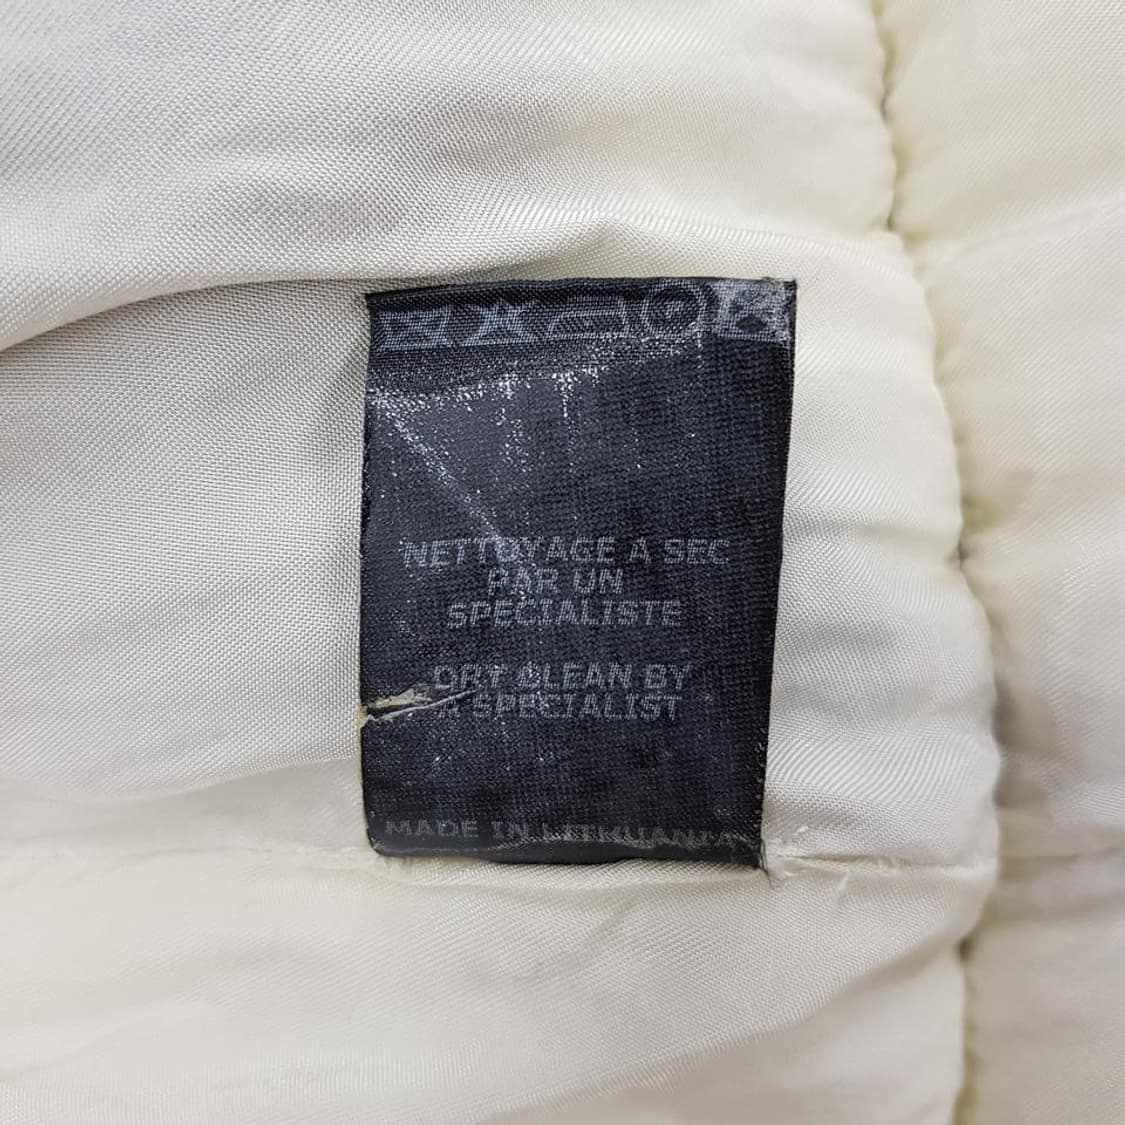 NETTOYAGE A SEC
PAR UN
SPECIALISTE
DRY CLEAN BY
A SPECIALIST
MADE IN LITHUANIA